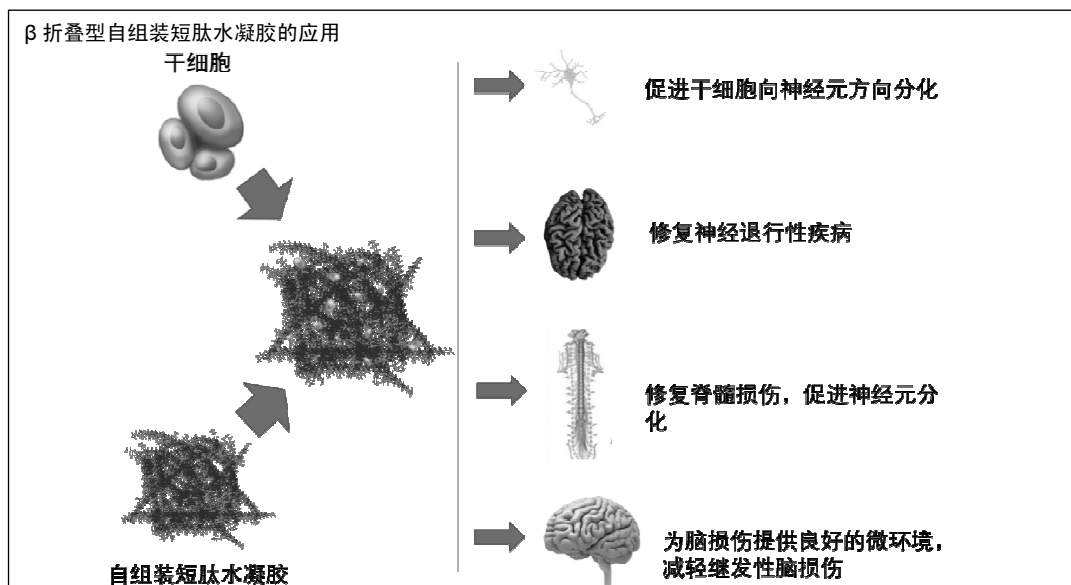 β 折叠型自组装短肽水凝胶的应用
干细胞
促进干细胞向神经元方向分化
修复神经退行性疾病
修复脊髓损伤，促进神经元分
化
为脑损伤提供良好的微环境，
减轻继发性脑损伤
自组装短肽水凝胶